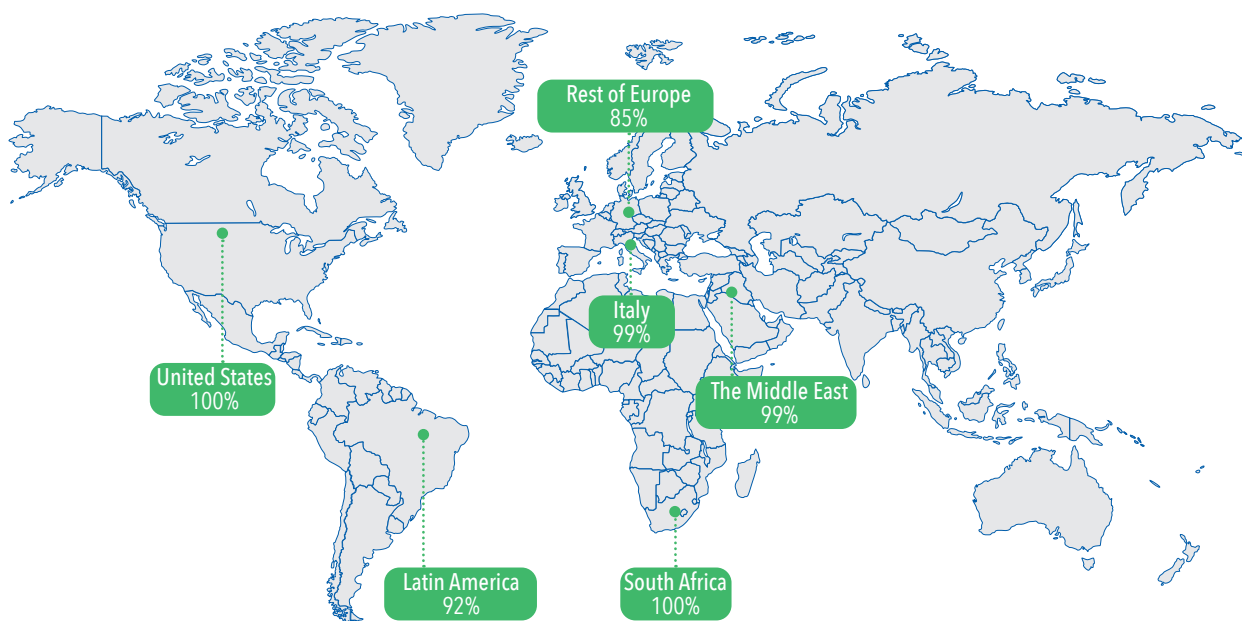 Rest of Europe
85%
Italy
99%
United States
100%
The Middle East
99%
Latin America
92%
South Africa
100%